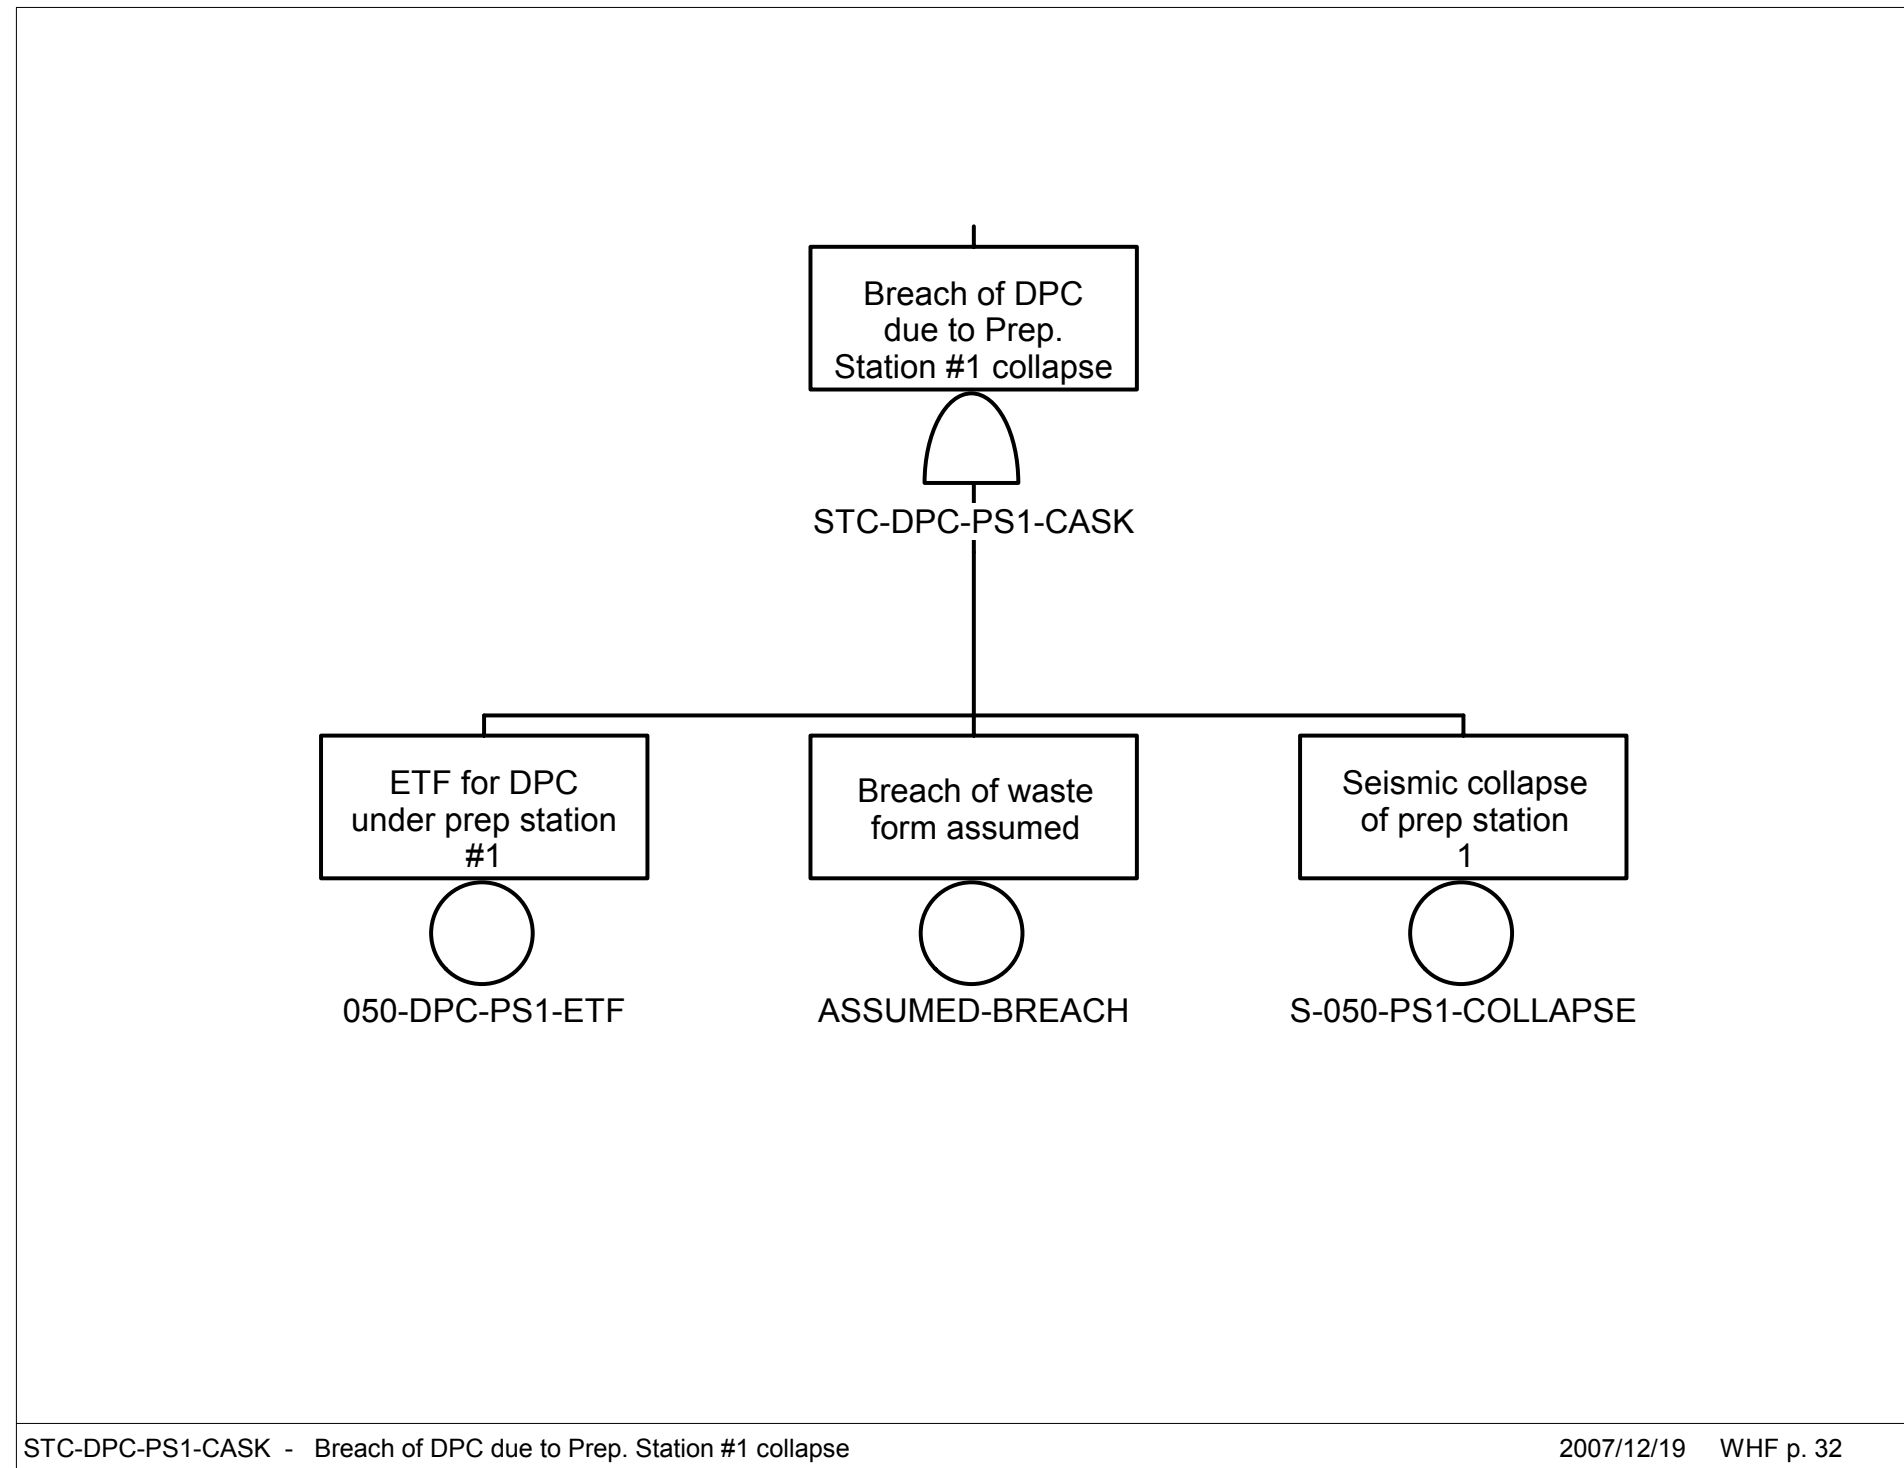 Breach of DPC
due to Prep.
Station #1 collapse
STC-DPC-PS1-CASK
ETF for DPC
under prep station
#1
050-DPC-PS1-ETF
Breach of waste
form assumed
ASSUMED-BREACH
Seismic collapse
of prep station
1
S-050-PS1-COLLAPSE
STC-DPC-PS1-CASK - Breach of DPC due to Prep. Station #1 collapse
2007/12/19 WHF p. 32